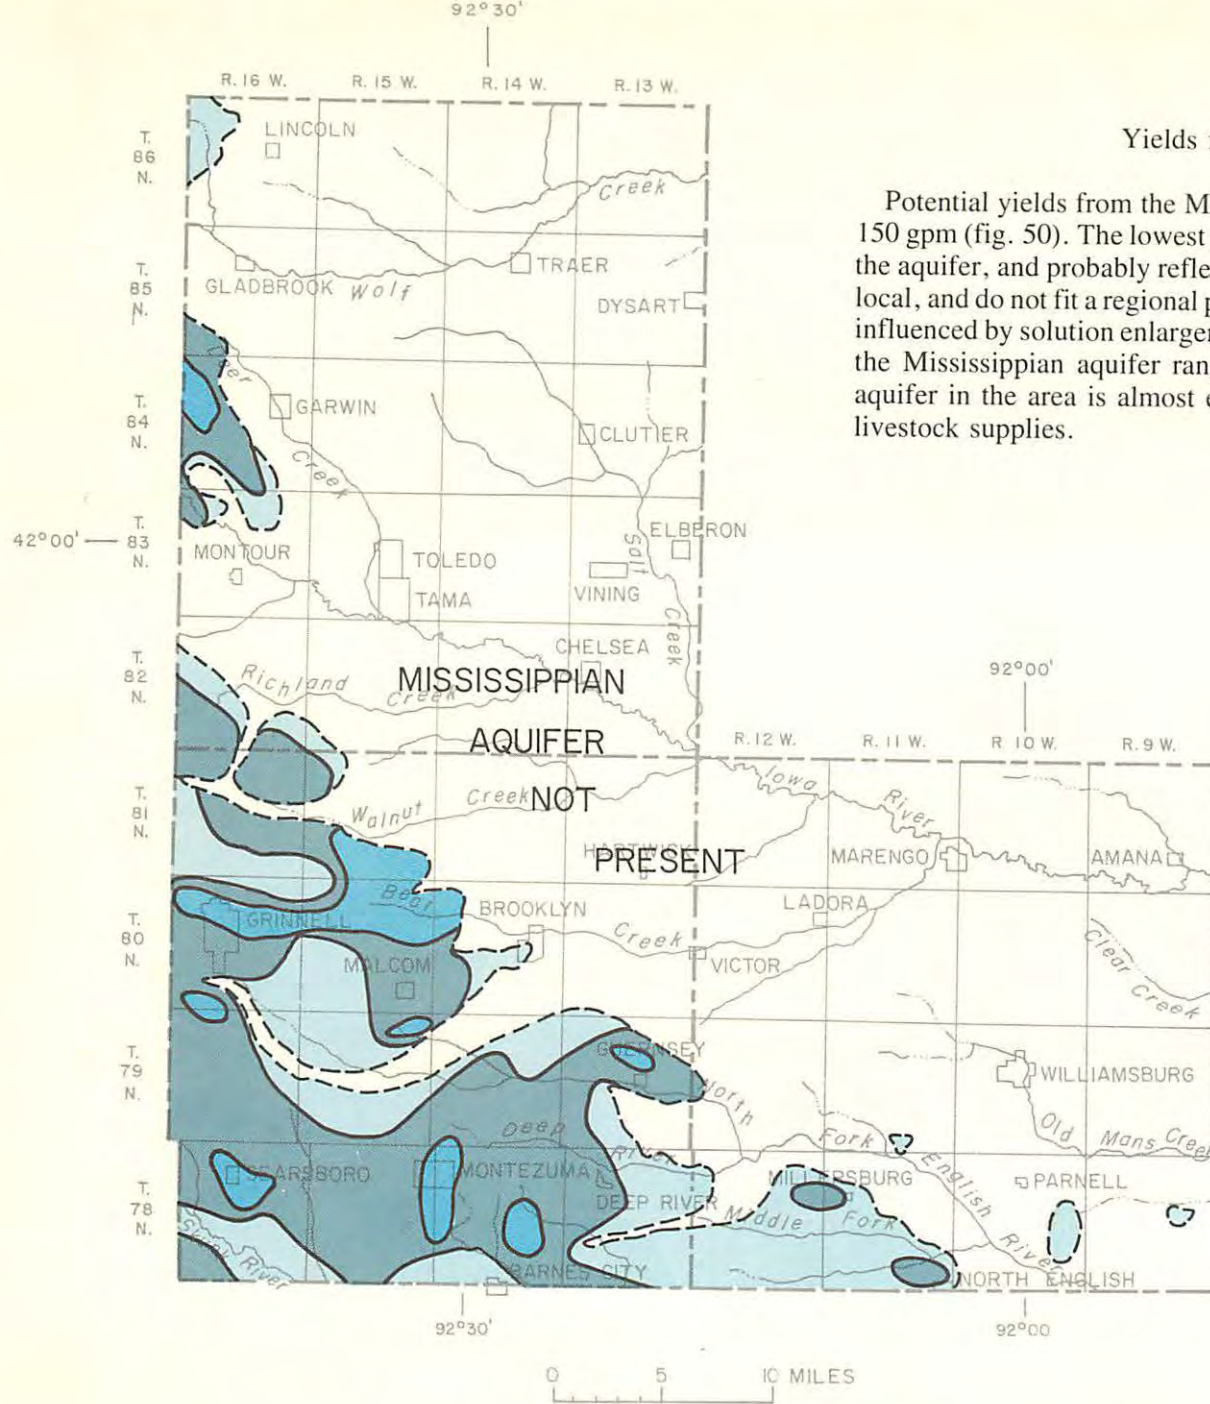 92°30'
R. 16 W. R. 15 W. R. 14 W. R. 13 W.
T.
86
N.
LINCOLN
Creek
Yields
Potential yields from the M
150 gpm (fig. 50). The lowest
the aquifer, and probably refle
local, and do not fit a regional p
influenced by solution enlarger
the Mississippian aquifer ran
aquifer in the area is almost e
livestock supplies.
T.
85
N.
GLADBROOK
Wolf
TRAER
DYSART
T.
84
N.
Deer
GARWIN
Creek
CLUTIER
42°00'
T.
83
N.
MONTOUR
TOLEDO
TAMA
VINING
ELBERON
Salt
Creek
T.
82
N.
CHELSEA
Richland
Creek
MISSISSIPPIAN
AQUIFER
NOT
PRESENT
92°00'
R. 12 W. R. 11 W. R 10 W. R. 9 W.
T.
81
N.
Walnut
Creek
HARTWICK
Iowa
River
MARENGO
AMANA
T.
80
N.
GRINNELL
Bear
BROOKLYN
Creek
LADORA
VICTOR
MALCOM
Clear Creek
T.
79
N.
GUERNSEY
WILLIAMSBURG
North
Fork
English
River
Old Mans Creek
Deep
River
T.
78
N.
SEARSBORO
MONTEZUMA
DEEP RIVER
MILLERSBURG
PARNELL
Middle
Fork
River
BARNES CITY
NORTH ENGLISH
92°30'
92°00
0 5 10 MILES